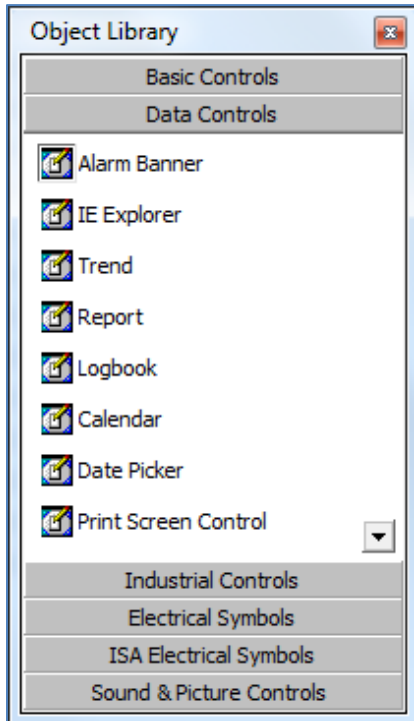 Object Library
Basic Controls
Data Controls
Alarm Banner
IE Explorer
Trend
Report
Logbook
Calendar
Date Picker
Print Screen Control
Industrial Controls
Electrical Symbols
ISA Electrical Symbols
Sound & Picture Controls